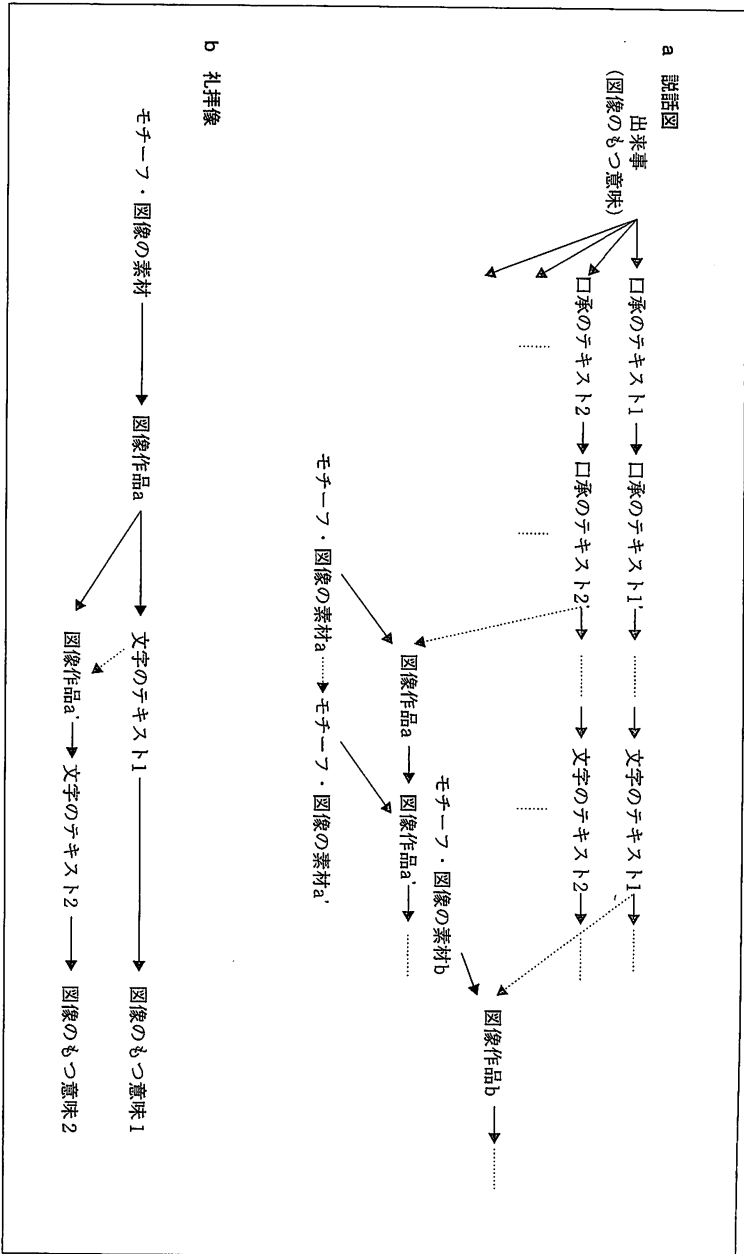 a 説話図
出来事
(図像のもつ意味)
口承のテキスト1
口承のテキスト1'
………
文字のテキスト1
………
口承のテキスト2
口承のテキスト2'
………
文字のテキスト2
………
………
………
………
モチーフ・図像の素材b
図像作品b
………
図像作品a
図像作品a'
………
モチーフ・図像の素材a
モチーフ・図像の素材a'
b 礼拝像
モチーフ・図像の素材
図像作品a
文字のテキスト1
図像のもつ意味1
図像作品a'
文字のテキスト2
図像のもつ意味2